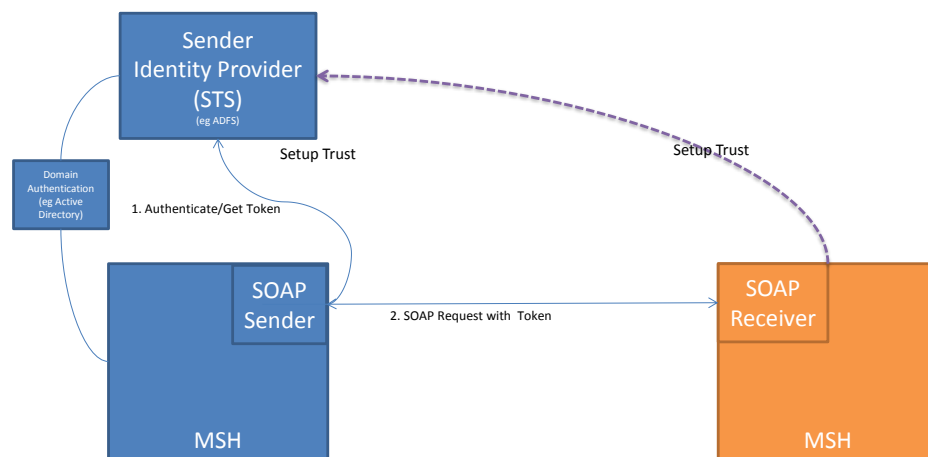 Sender
Identity Provider
(STS)
(eg ADFS)
Setup Trust
Setup Trust
Domain
Authentication
(eg Active
Directory)
1. Authenticate/Get Token
SOAP
Sender
2. SOAP Request with Token
SOAP
Receiver
MSH
MSH